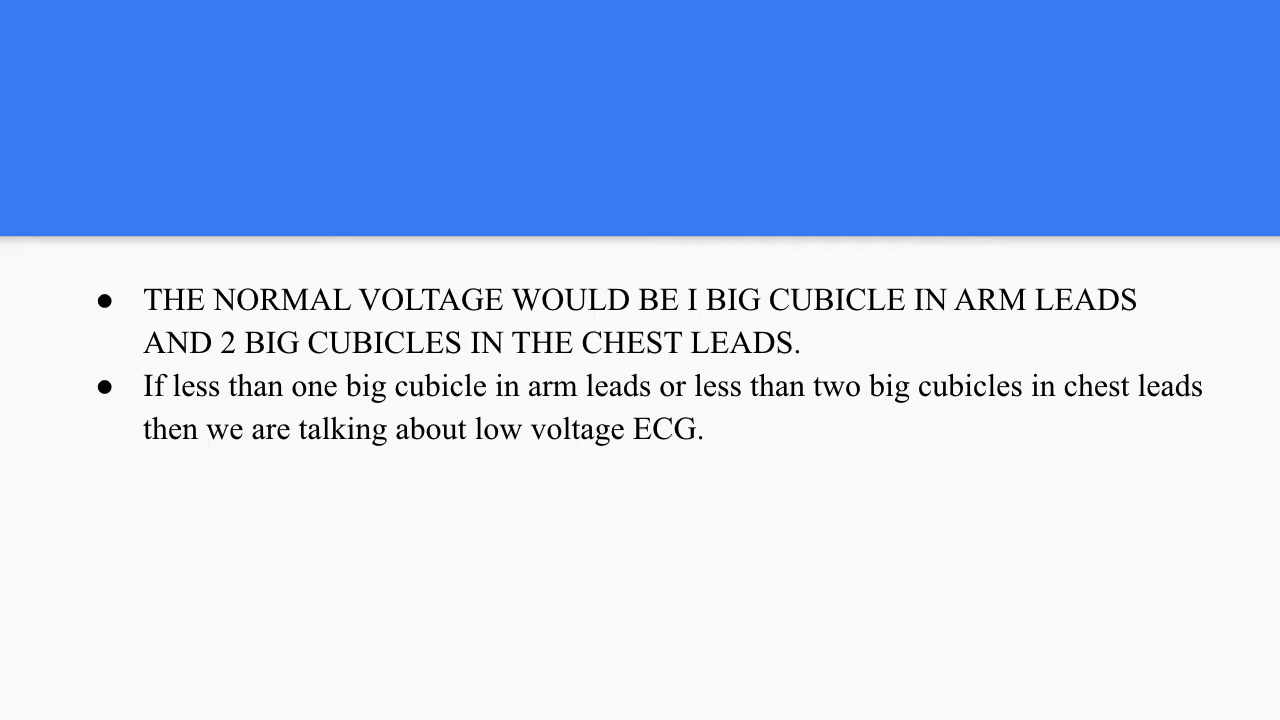 ● THE NORMAL VOLTAGE WOULD BE I BIG CUBICLE IN ARM LEADS
AND 2 BIG CUBICLES IN THE CHEST LEADS.
● If less than one big cubicle in arm leads or less than two big cubicles in chest leads
then we are talking about low voltage ECG.